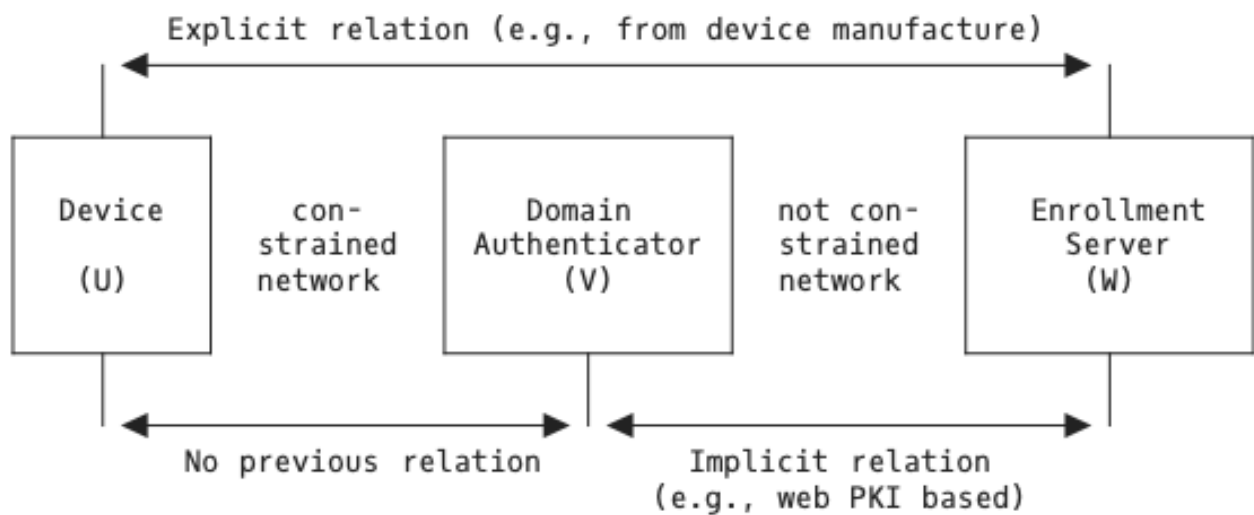 Explicit relation (e.g., from device manufacture)
Device
(U)
con-
strained
network
Domain
Authenticator
(V)
not con-
strained
network
Enrollment
Server
(W)
No previous relation
Implicit relation
(e.g., web PKI based)